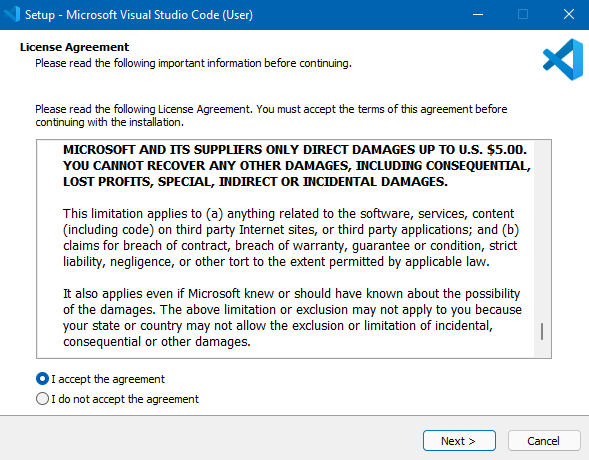 Setup - Microsoft Visual Studio Code (User)
License Agreement
Please read the following important information before continuing.
Please read the following License Agreement. You must accept the terms of this agreement before
continuing with the installation.
MICROSOFT AND ITS SUPPLIERS ONLY DIRECT DAMAGES UP TO U.S. $5.00.
YOU CANNOT RECOVER ANY OTHER DAMAGES, INCLUDING CONSEQUENTIAL,
LOST PROFITS, SPECIAL, INDIRECT OR INCIDENTAL DAMAGES.
This limitation applies to (a) anything related to the software, services, content
(including code) on third party Internet sites, or third party applications; and (b)
claims for breach of contract, breach of warranty, guarantee or condition, strict
liability, negligence, or other tort to the extent permitted by applicable law.
It also applies even if Microsoft knew or should have known about the possibility
of the damages. The above limitation or exclusion may not apply to you because
your state or country may not allow the exclusion or limitation of incidental,
consequential or other damages.
I accept the agreement
I do not accept the agreement
Next >
Cancel